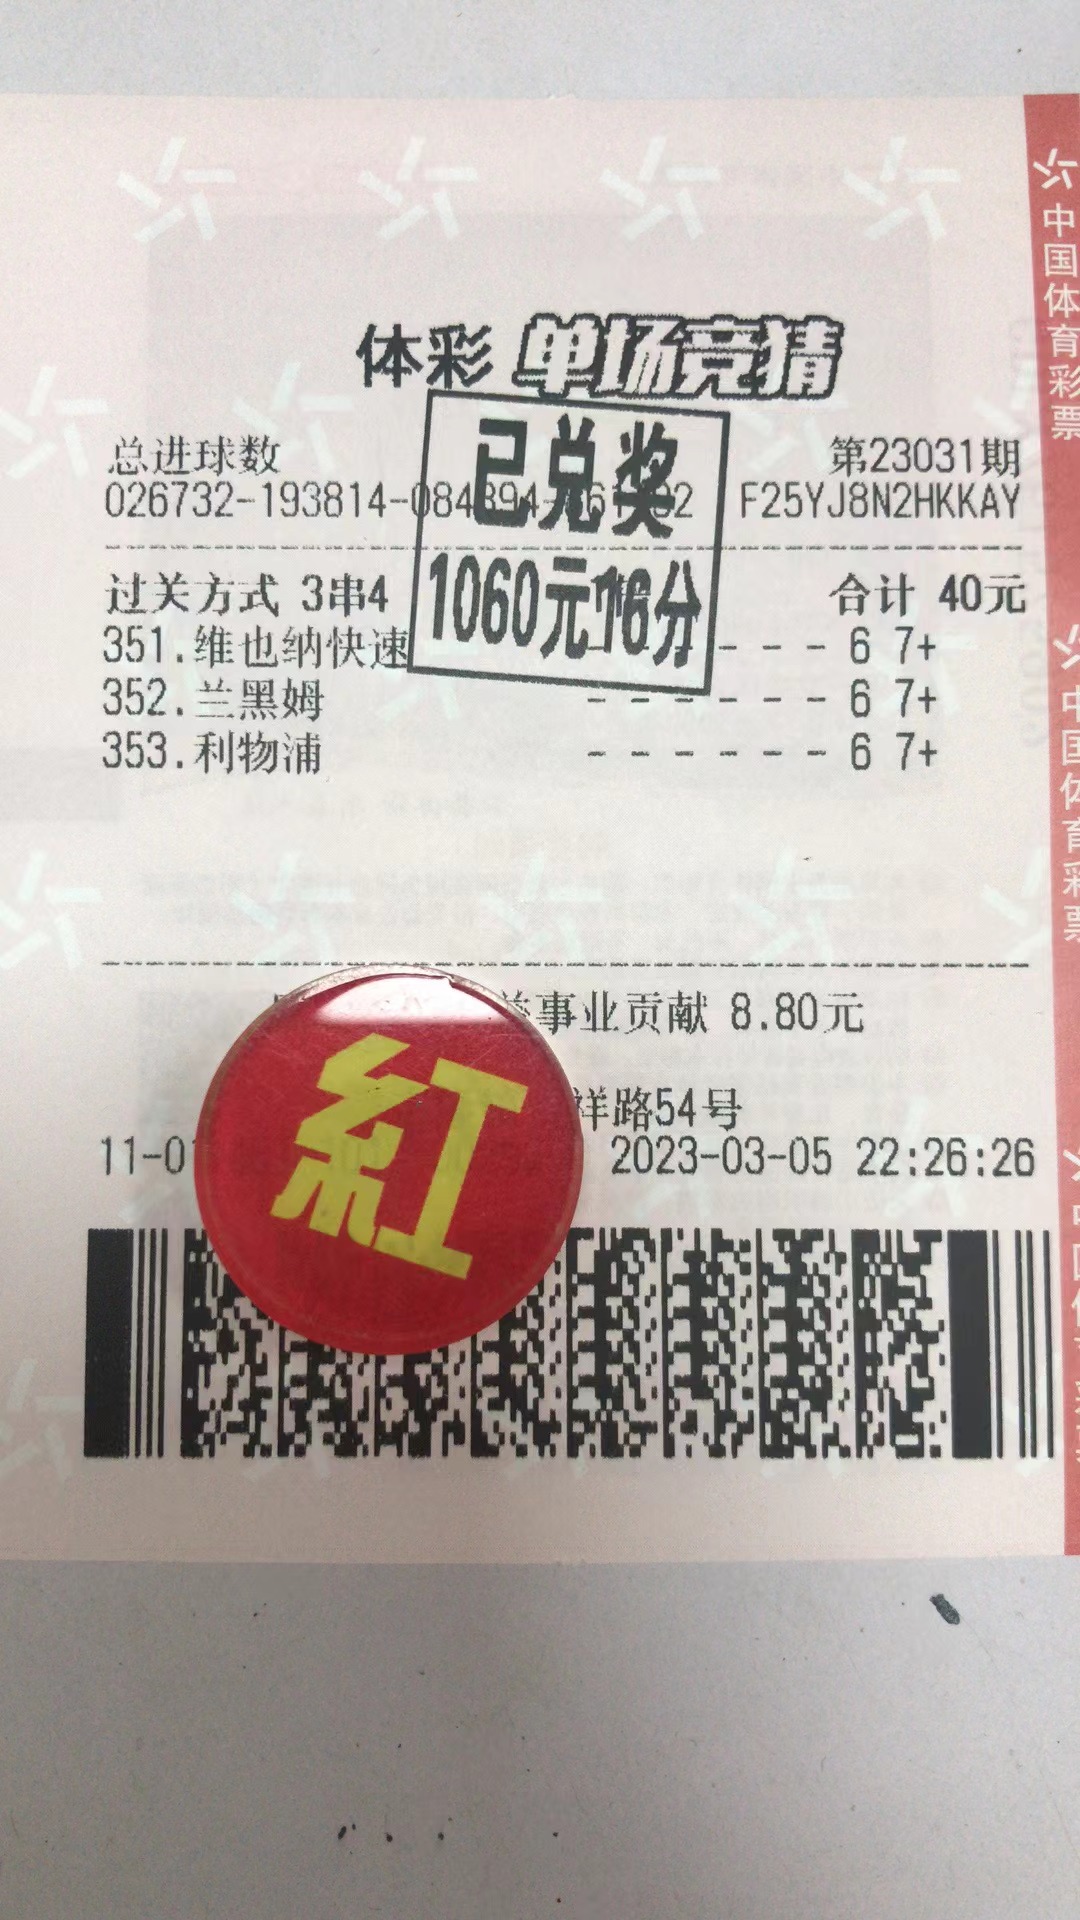 体彩 单场竞猜
已兑奖
1060元16分
总进球数 第23031期
026732-193814- F25YJ8N2HKKAY
过关方式 3串4 合计 40元
351.维也纳快速 - - - 6 7+
352.兰黑姆 - - - - - - 6 7+
353.利物浦 - - - - - - 6 7+
益事业贡献 8.80元
祥路54号
11-01 2023-03-05 22:26:26
紅
中国体育彩票
中国体育彩票